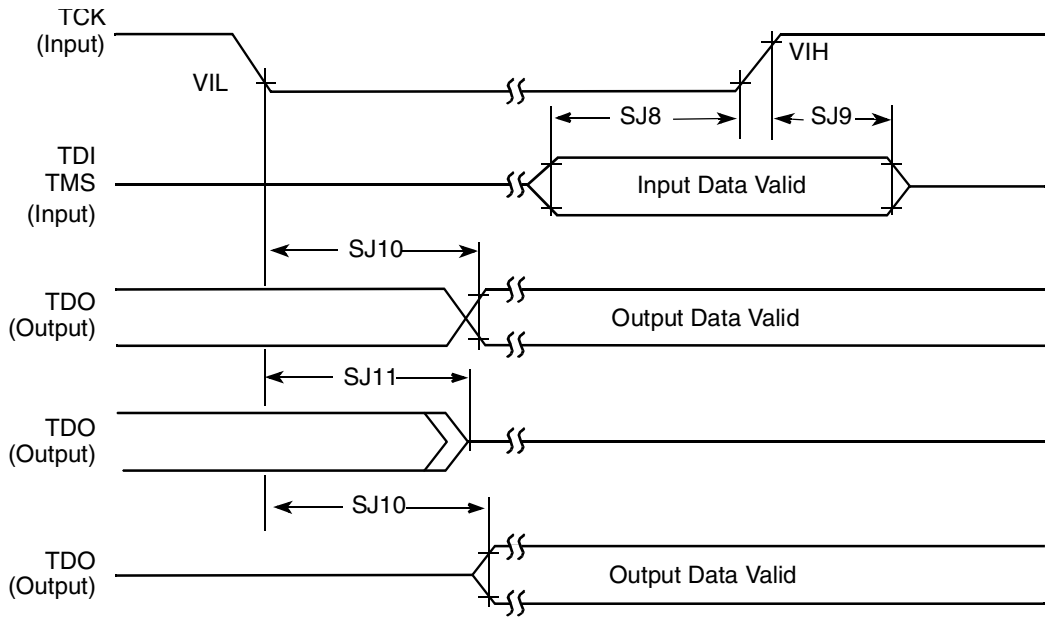 TCK
(Input)
VIL
VIH
SJ8
SJ9
TDI
TMS
(Input)
Input Data Valid
SJ10
TDO
(Output)
Output Data Valid
SJ11
TDO
(Output)
SJ10
TDO
(Output)
Output Data Valid